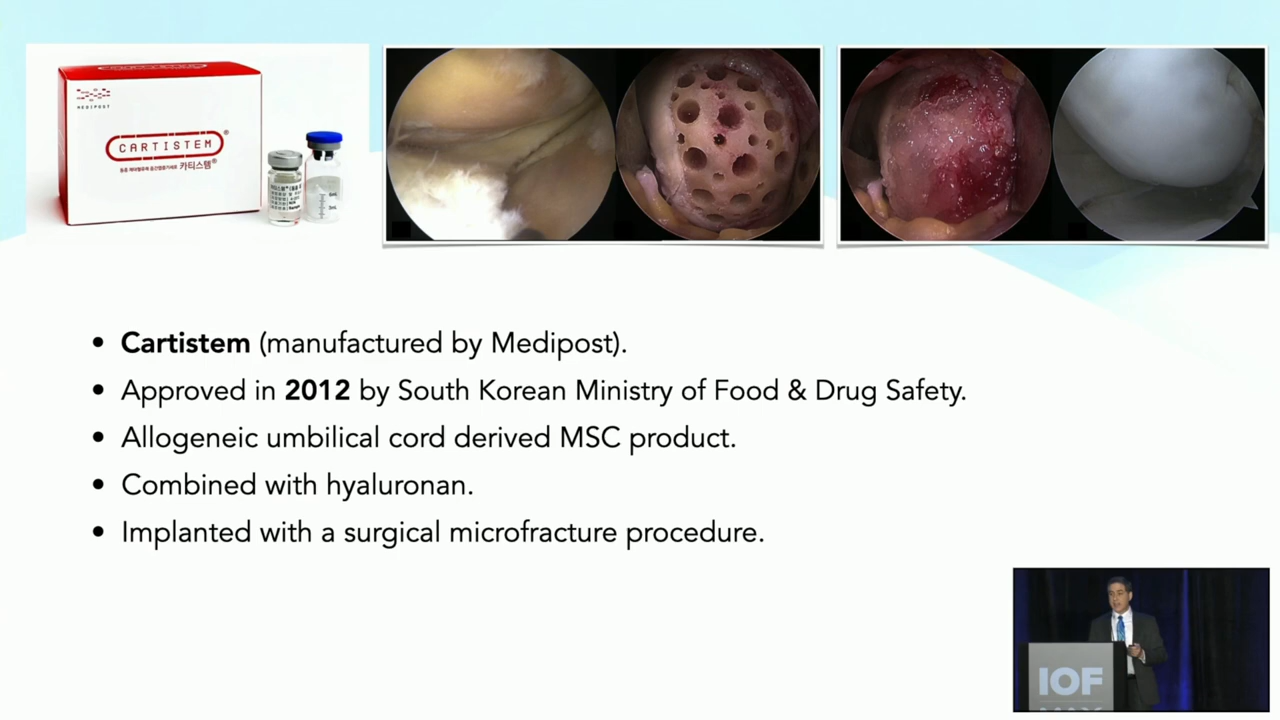 MEDIPOST
CARTISTEM®
카티스템®
• Cartistem (manufactured by Medipost).
• Approved in 2012 by South Korean Ministry of Food & Drug Safety.
• Allogeneic umbilical cord derived MSC product.
• Combined with hyaluronan.
• Implanted with a surgical microfracture procedure.
IOF
MAX